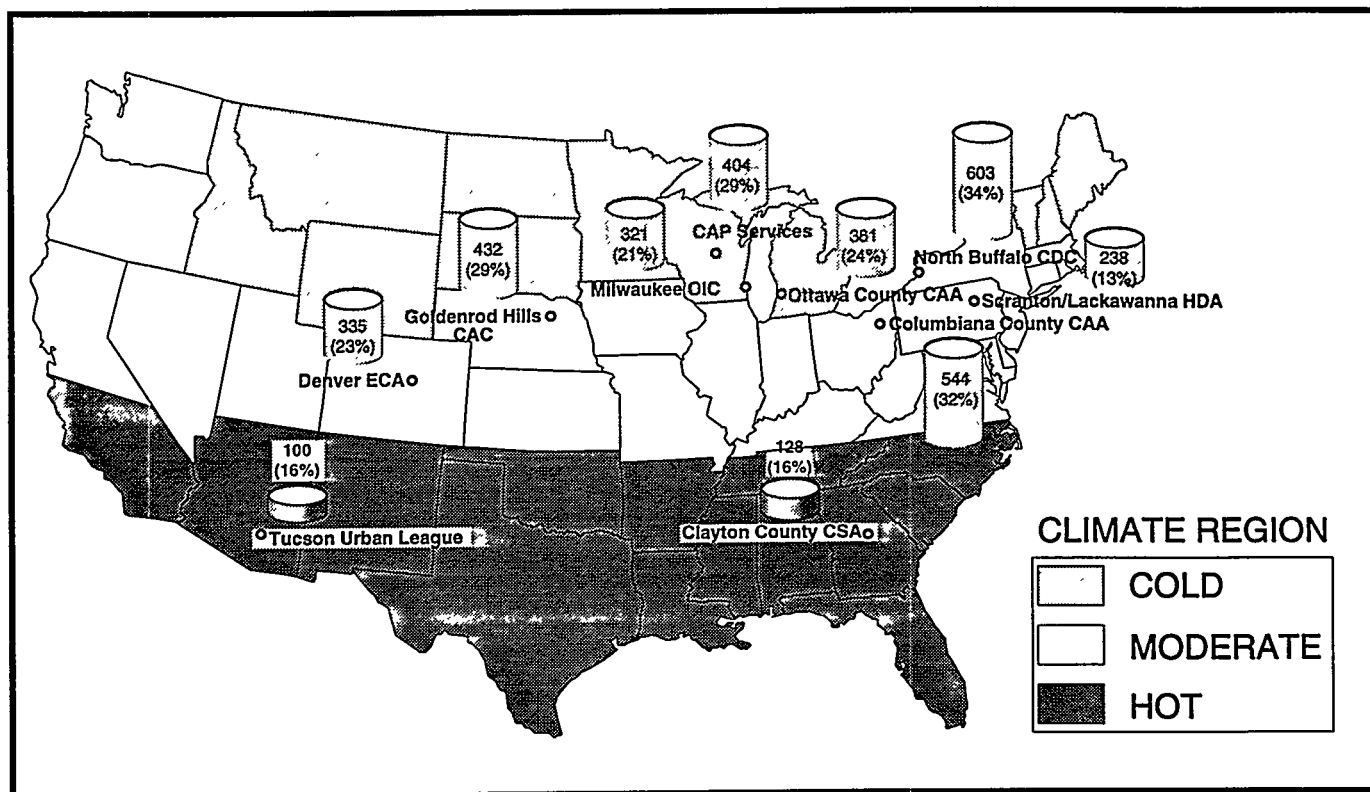 404
(29%)
603
(34%)
432
(29%)
321
(21%)
CAP Services
381
(24%)
North Buffalo CDC
238
(13%)
Milwaukee OIC
Ottawa County CAA
Scranton/Lackawanna HDA
335
(23%)
Goldenrod Hills
CAC
Columbiana County CAA
Denver ECA
544
(32%)
100
(16%)
128
(16%)
Tucson Urban League
Clayton County CSA
CLIMATE REGION
COLD
MODERATE
HOT